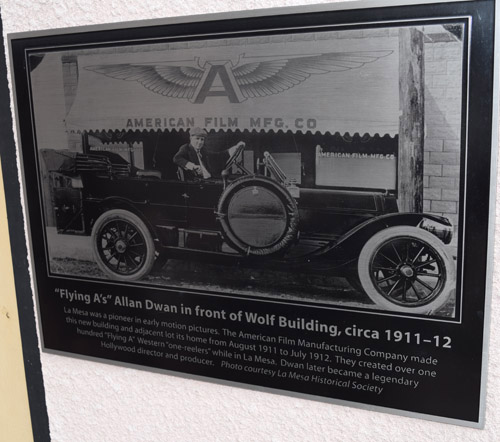 A
AMERICAN FILM MFG. CO
AMERICAN FILM MFG CO
"Flying A's" Allan Dwan in front of Wolf Building, circa 1911–12
La Mesa was a pioneer in early motion pictures. The American Film Manufacturing Company made
this new building and adjacent lot its home from August 1911 to July 1912. They created over one
hundred "Flying A" Western "one-reelers" while in La Mesa. Dwan later became a legendary
Hollywood director and producer. Photo courtesy La Mesa Historical Society